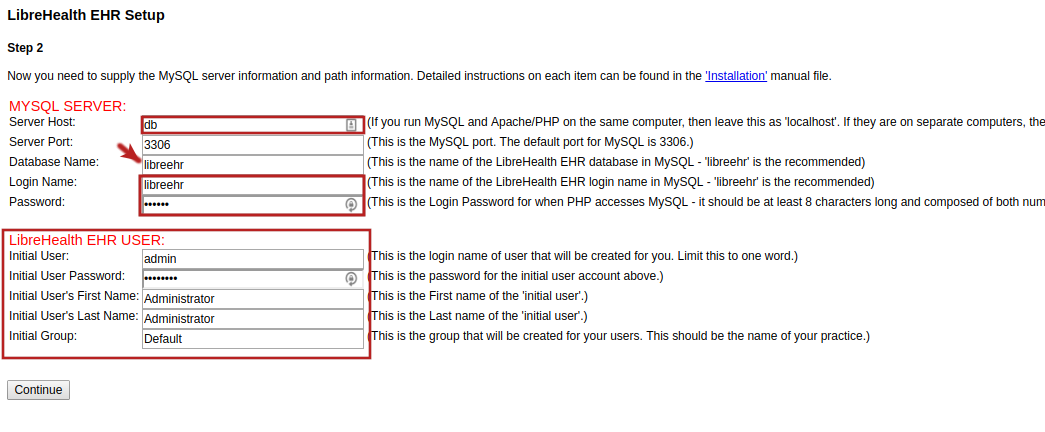 LibreHealth EHR Setup
Step 2
Now you need to supply the MySQL server information and path information. Detailed instructions on each item can be found in the 'Installation' manual file.
MYSQL SERVER:
Server Host: db (If you run MySQL and Apache/PHP on the same computer, then leave this as 'localhost'. If they are on separate computers, the
Server Port: 3306 (This is the MySQL port. The default port for MySQL is 3306.)
Database Name: libreehr (This is the name of the LibreHealth EHR database in MySQL - 'libreehr' is the recommended)
Login Name: libreehr (This is the name of the LibreHealth EHR login name in MySQL - 'libreehr' is the recommended)
Password: •••••• (This is the Login Password for when PHP accesses MySQL - it should be at least 8 characters long and composed of both num
LibreHealth EHR USER:
Initial User: admin (This is the login name of user that will be created for you. Limit this to one word.)
Initial User Password: •••••••• (This is the password for the initial user account above.)
Initial User's First Name: Administrator (This is the First name of the 'initial user'.)
Initial User's Last Name: Administrator (This is the Last name of the 'initial user'.)
Initial Group: Default (This is the group that will be created for your users. This should be the name of your practice.)
Continue